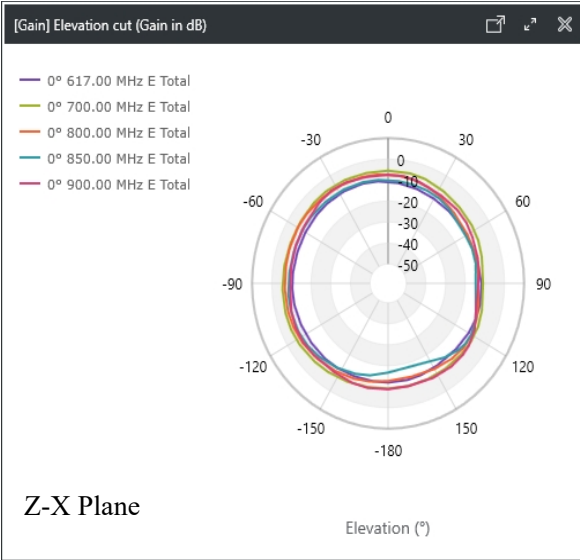 [Gain] Elevation cut (Gain in dB)
0° 617.00 MHz E Total
0° 700.00 MHz E Total
0° 800.00 MHz E Total
0° 850.00 MHz E Total
0° 900.00 MHz E Total
0
-30
30
0
-10
-60
60
-20
-30
-40
-50
-90
90
-120
120
-150
150
-180
Z-X Plane
Elevation (°)